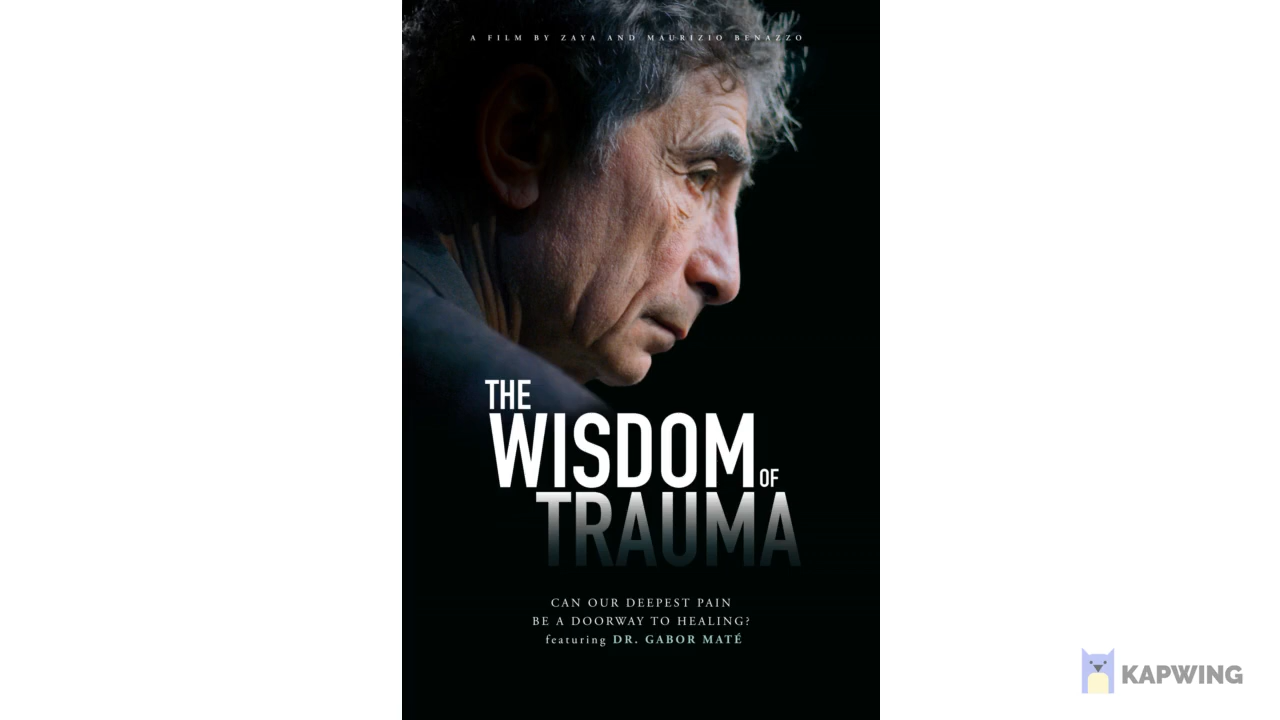 A FILM BY ZAYA AND MAURIZIO BENAZZO
THE
WISDOM OF
TRAUMA
CAN OUR DEEPEST PAIN
BE A DOORWAY TO HEALING?
featuring DR. GABOR MATÉ
KAPWING